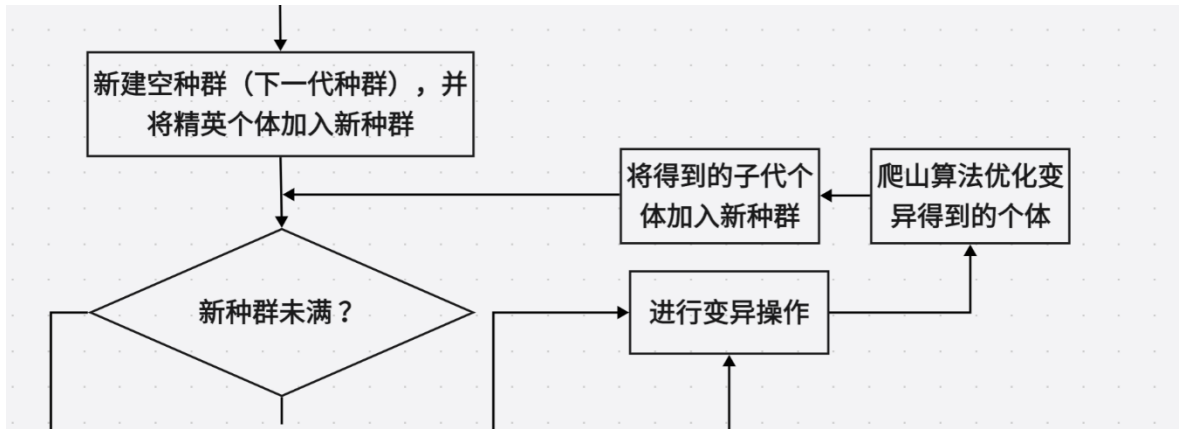 新建空种群（下一代种群），并
将精英个体加入新种群
将得到的子代个
体加入新种群
爬山算法优化变
异得到的个体
新种群未满？
进行变异操作